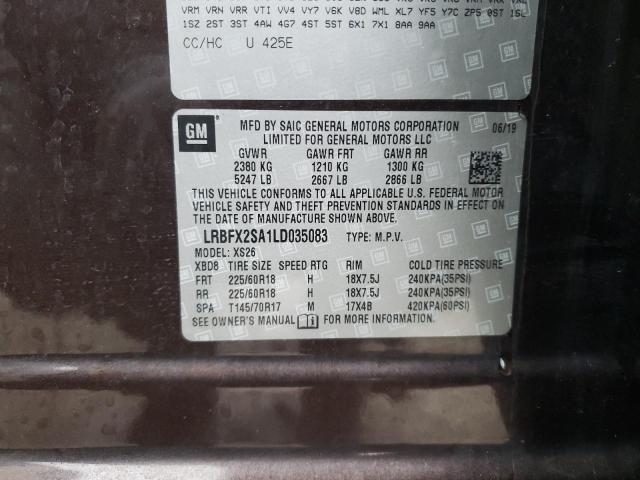 VRM VRN VRR VTI VV4 VY7 V6K V8D WML XL7 YF5 Y7C ZP5 0ST 1SL
1SZ 2ST 3ST 4AW 4G7 4ST 5ST 6X1 7X1 8AA 9AA
CC/HC U 425E
GM
MFD BY SAIC GENERAL MOTORS CORPORATION 06/19
LIMITED FOR GENERAL MOTORS LLC
GVWR GAWR FRT GAWR RR
2380 KG 1210 KG 1300 KG
5247 LB 2667 LB 2866 LB
THIS VEHICLE CONFORMS TO ALL APPLICABLE U.S. FEDERAL MOTOR
VEHICLE SAFETY AND THEFT PREVENTION STANDARDS IN EFFECT ON
THE DATE OF MANUFACTURE SHOWN ABOVE.
LRBFX2SA1LD035083 TYPE: M.P.V.
MODEL: XS26
XBD8 TIRE SIZE SPEED RTG RIM COLD TIRE PRESSURE
FRT 225/60R18 H 18X7.5J 240KPA(35PSI)
RR 225/60R18 H 18X7.5J 240KPA(35PSI)
SPA T145/70R17 M 17X4B 420KPA(60PSI)
SEE OWNER'S MANUAL FOR MORE INFORMATION.